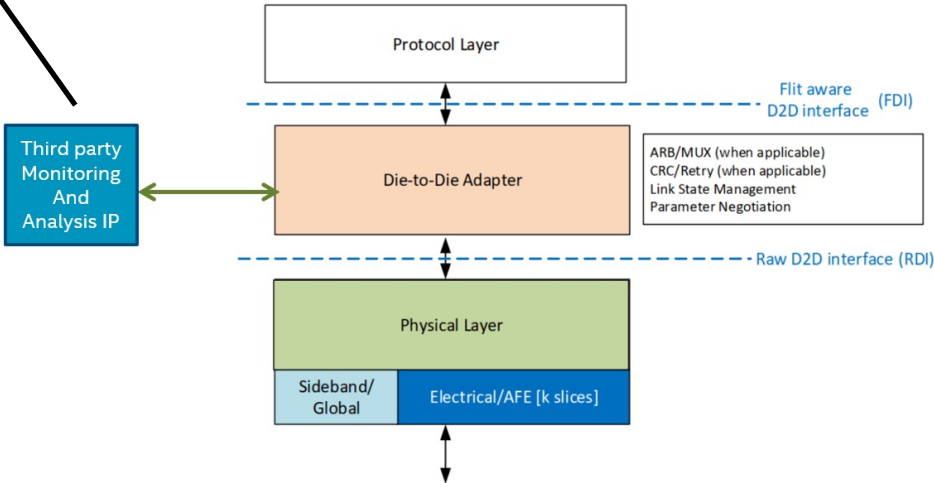 Protocol Layer
Flit aware
D2D interface
(FDI)
Third party
Monitoring
And
Analysis IP
Die-to-Die Adapter
ARB/MUX (when applicable)
CRC/Retry (when applicable)
Link State Management
Parameter Negotiation
Raw D2D interface (RDI)
Physical Layer
Sideband/
Global
Electrical/AFE [k slices]